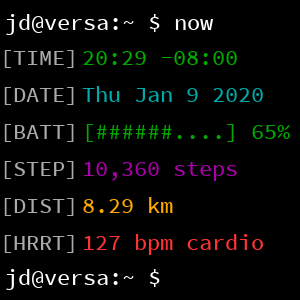 jd@versa:~ $ now
[TIME] 20:29 -08:00
[DATE] Thu Jan 9 2020
[BATT] [######....] 65%
[STEP] 10,360 steps
[DIST] 8.29 km
[HRRT] 127 bpm cardio
jd@versa:~ $